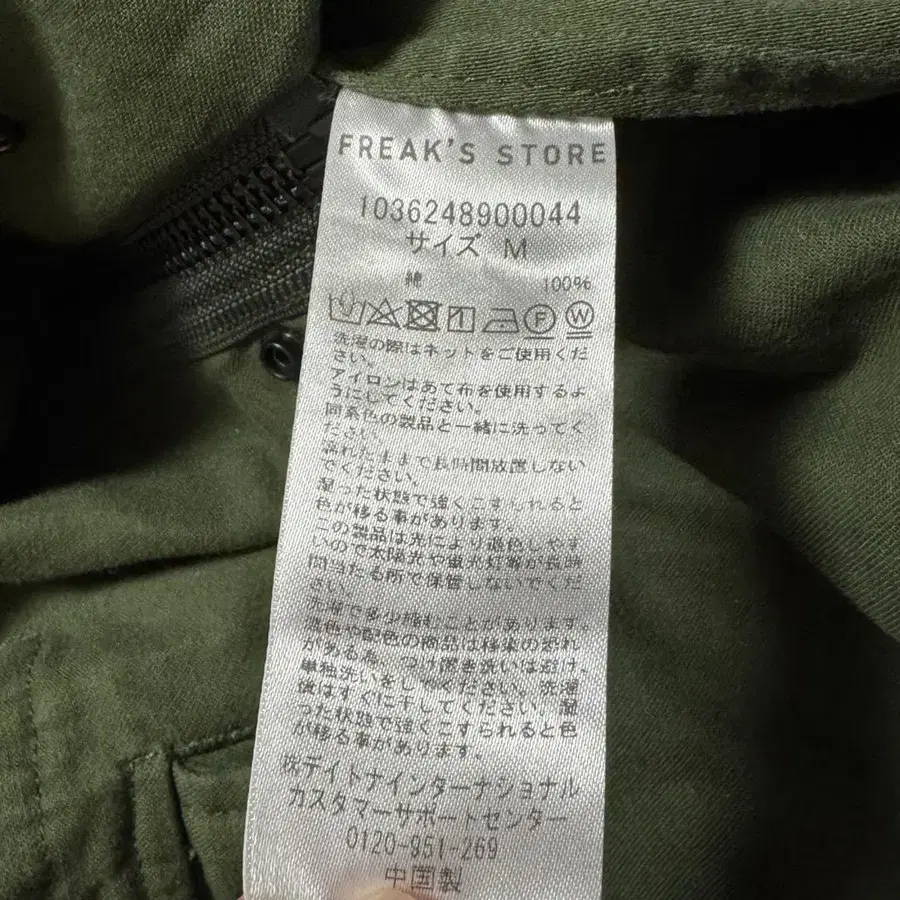 FREAK'S STORE
1036248900044
サイズ M
綿 100%
洗濯の際はネットをご使用くだ
さい。
アイロンはあて布を使用するよ
うにしてください。
同系色の製品と一緒に洗ってく
ださい。
濡れたままで長時間放置しない
でください。
湿った状態で強くこすられると
色が移る事があります。
この製品は光により退色しやす
いので太陽光や蛍光灯等が長時
間当たる所で保管しないでくだ
さい。
洗濯で多少縮むことがあります。
濃色や配色の商品は移染の恐れ
がある為、つけ置き洗いは避け、
単独洗いをしてください。洗濯
後はすぐに干してください。湿
った状態で強くこすられると色
が移る事があります。
㈱デイトナインターナショナル
カスタマーサポートセンター
0120-951-269
中国製